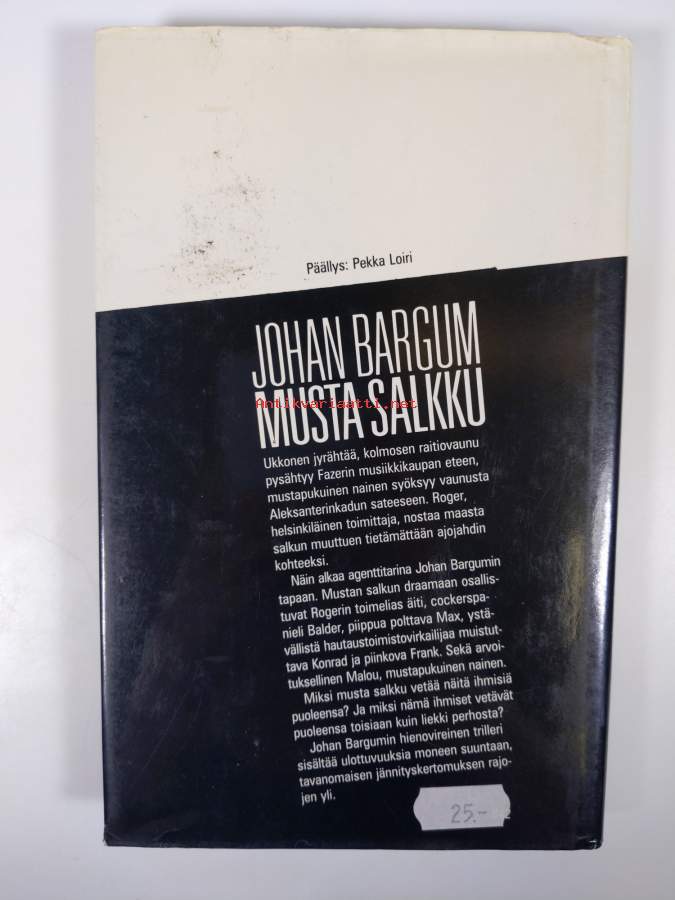 Päällys: Pekka Loiri
JOHAN BARGUM
Antikvariaatti.net
MUSTA SALKKU
Ukkonen jyrähtää, kolmosen raitiovaunu
pysähtyy Fazerin musiikkikaupan eteen,
mustapukuinen nainen syöksyy vaunusta
Aleksanterinkadun sateeseen. Roger,
helsinkiläinen toimittaja, nostaa maasta
salkun muuttuen tietämättään ajojahdin
kohteeksi.
Näin alkaa agenttitarina Johan Bargumin
tapaan. Mustan salkun draamaan osallis-
tuvat Rogerin toimelias äiti, cockerspa-
nieli Balder, piippua polttava Max, ystä-
vällistä hautaustoimistovirkailijaa muistut-
tava Konrad ja piinkova Frank. Sekä arvoi-
tuksellinen Malou, mustapukuinen nainen.
Miksi musta salkku vetää näitä ihmisiä
puoleensa? Ja miksi nämä ihmiset vetävät
puoleensa toisiaan kuin liekki perhosta?
Johan Bargumin hienovireinen trilleri
sisältää ulottuvuuksia moneen suuntaan,
tavanomaisen jännityskertomuksen rajo-
jen yli.
25.-